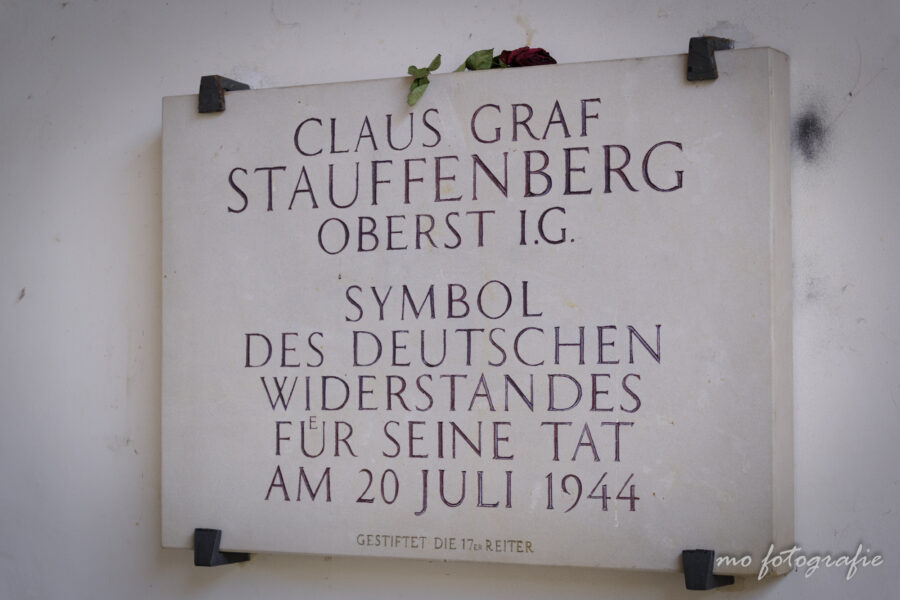 CLAUS GRAF
STAUFFENBERG
OBERST I.G.
SYMBOL
DES DEUTSCHEN
WIDERSTANDES
FUͤR SEINE TAT
AM 20 JULI 1944
GESTIFTET DIE 17ER REITER
mo fotografie